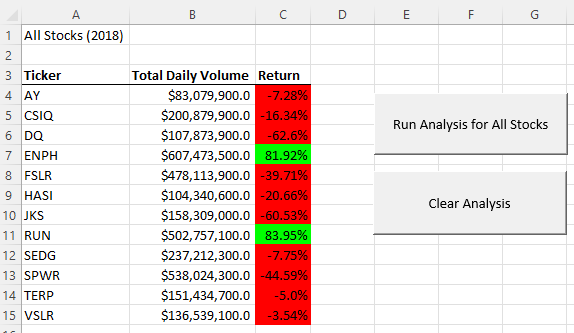 A B C D E F G
1 All Stocks (2018)
2
3 Ticker Total Daily Volume Return
4 AY $83,079,900.0 -7.28%
5 CSIQ $200,879,900.0 -16.34%
6 DQ $107,873,900.0 -62.6%
7 ENPH $607,473,500.0 81.92%
8 FSLR $478,113,900.0 -39.71%
9 HASI $104,340,600.0 -20.66%
10 JKS $158,309,000.0 -60.53%
11 RUN $502,757,100.0 83.95%
12 SEDG $237,212,300.0 -7.75%
13 SPWR $538,024,300.0 -44.59%
14 TERP $151,434,700.0 -5.0%
15 VSLR $136,539,100.0 -3.54%
Run Analysis for All Stocks
Clear Analysis